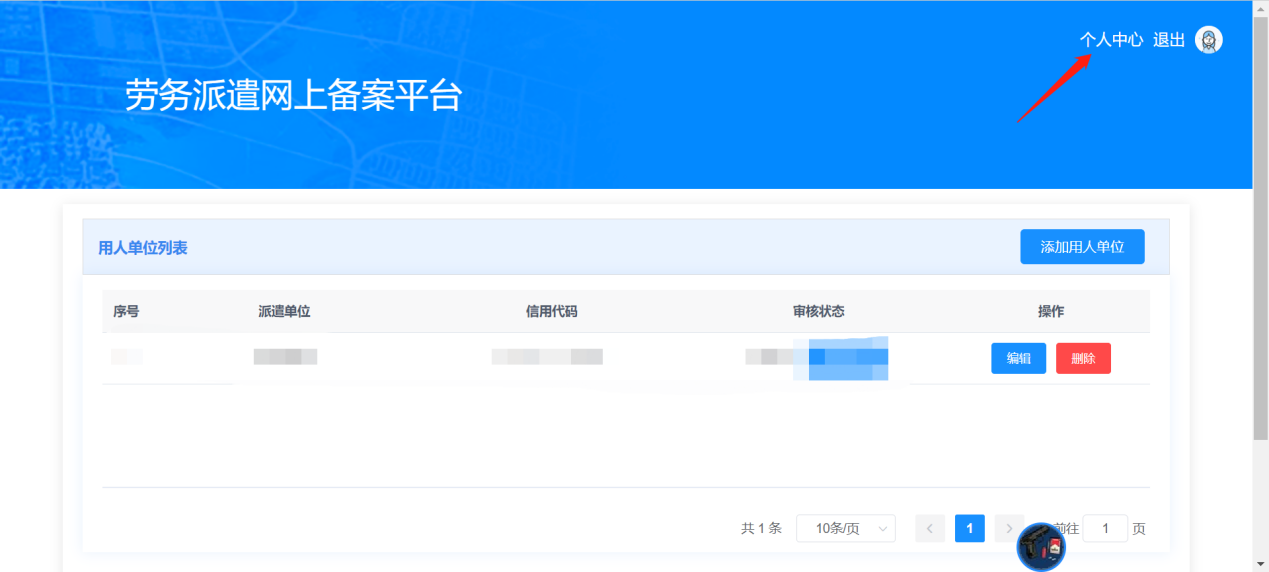 个人中心 退出
劳务派遣网上备案平台
用人单位列表 添加用人单位
序号 派遣单位 信用代码 审核状态 操作
编辑 删除
共 1 条 10条/页 1 前往 1 页